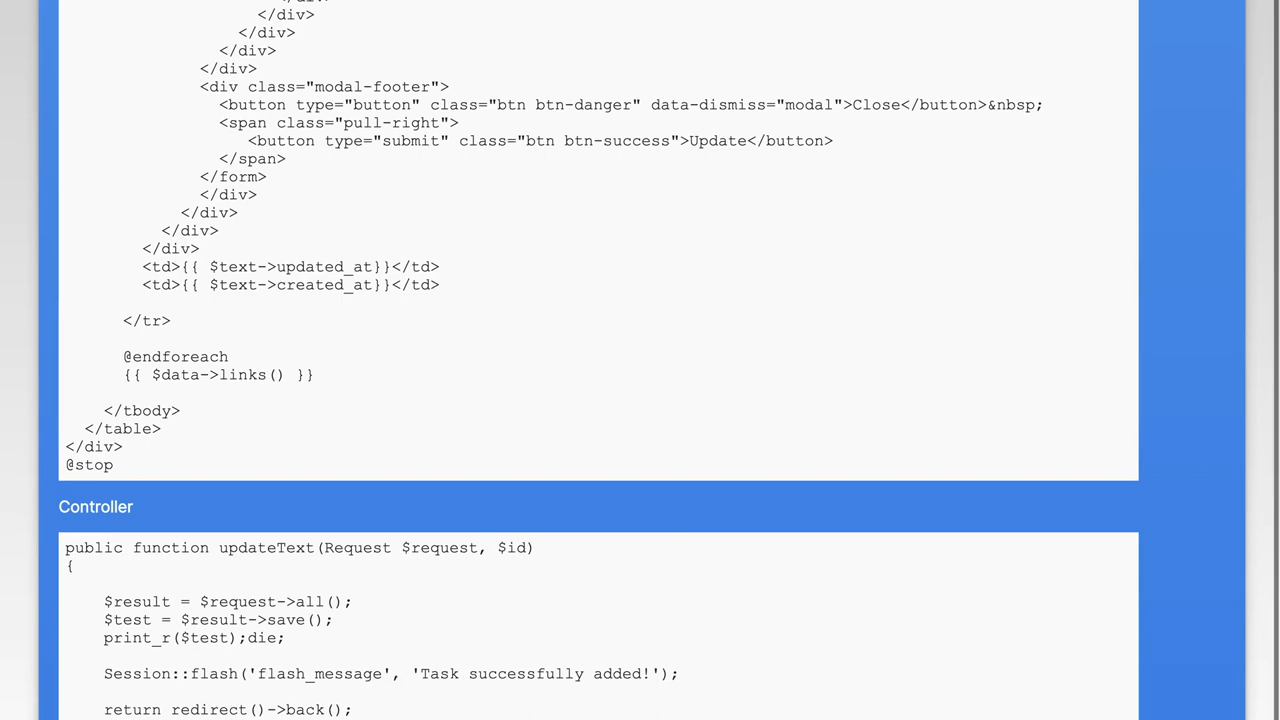 </div>
</div>
</div>
</div>
</div>
<div class="modal-footer">
<button type="button" class="btn btn-danger" data-dismiss="modal">Close</button>&nbsp;
<span class="pull-right">
<button type="submit" class="btn btn-success">Update</button>
</span>
</form>
</div>
</div>
</div>
</div>
<td>{{ $text->updated_at}}</td>
<td>{{ $text->created_at}}</td>
</tr>
@endforeach
{{ $data->links() }}
</tbody>
</table>
</div>
@stop
Controller
public function updateText(Request $request, $id)
{
$result = $request->all();
$test = $result->save();
print_r($test);die;
Session::flash('flash_message', 'Task successfully added!');
return redirect()->back();